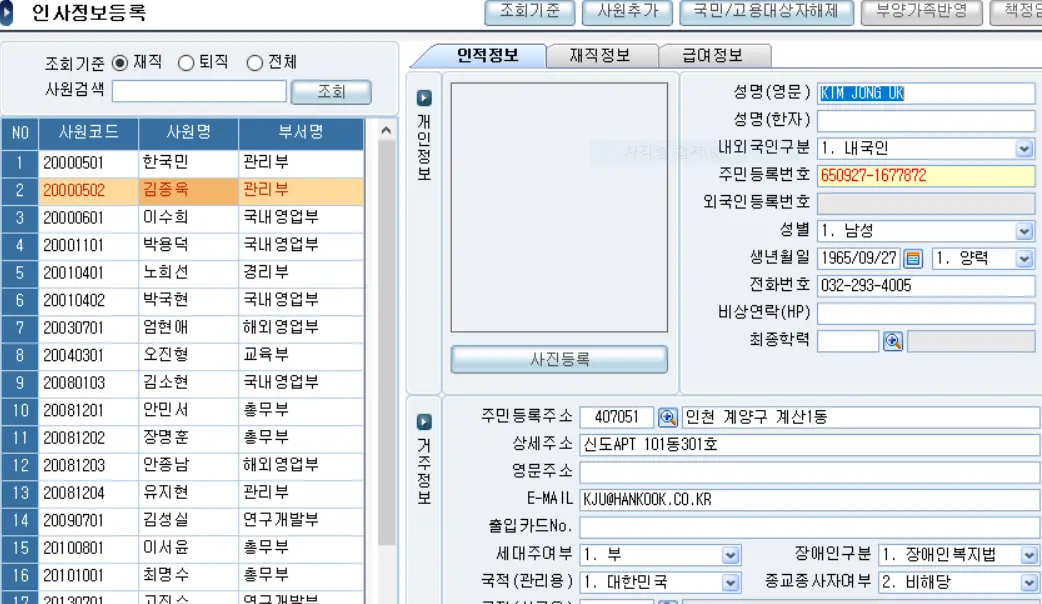 인사정보등록
조회기준 사원추가 국민/고용대상자해제 부양가족반영
조회기준 재직 퇴직 전체
사원검색 조회
NO 사원코드 사원명 부서명
1 20000501 한국민 관리부
2 20000502 김종욱 관리부
3 20000601 이수희 국내영업부
4 20001101 박용덕 국내영업부
5 20010401 노희선 경리부
6 20010402 박국현 국내영업부
7 20030701 엄현애 해외영업부
8 20040301 오진형 교육부
9 20080103 김소현 국내영업부
10 20081201 안민서 총무부
11 20081202 장명훈 총무부
12 20081203 안종남 해외영업부
13 20081204 유지현 관리부
14 20090701 김성실 연구개발부
15 20100801 이서윤 총무부
16 20101001 최명수 총무부
17 20130701 고진수 연구개발부
인적정보 재직정보 급여정보
개인정보
사진등록
성명(영문) KIM JONG UK
성명(한자)
내외국인구분 1. 내국인
주민등록번호 650927-1677872
외국인등록번호
성별 1. 남성
생년월일 1965/09/27 1. 양력
전화번호 032-293-4005
비상연락(HP)
최종학력
거주정보
주민등록주소 407051 인천 계양구 계산1동
상세주소 신도APT 101동301호
영문주소
E-MAIL KJU@HANKOOK.CO.KR
출입카드No.
세대주여부 1. 부 장애인구분 1. 장애인복지법
국적(관리용) 1. 대한민국 종교종사자여부 2. 비해당